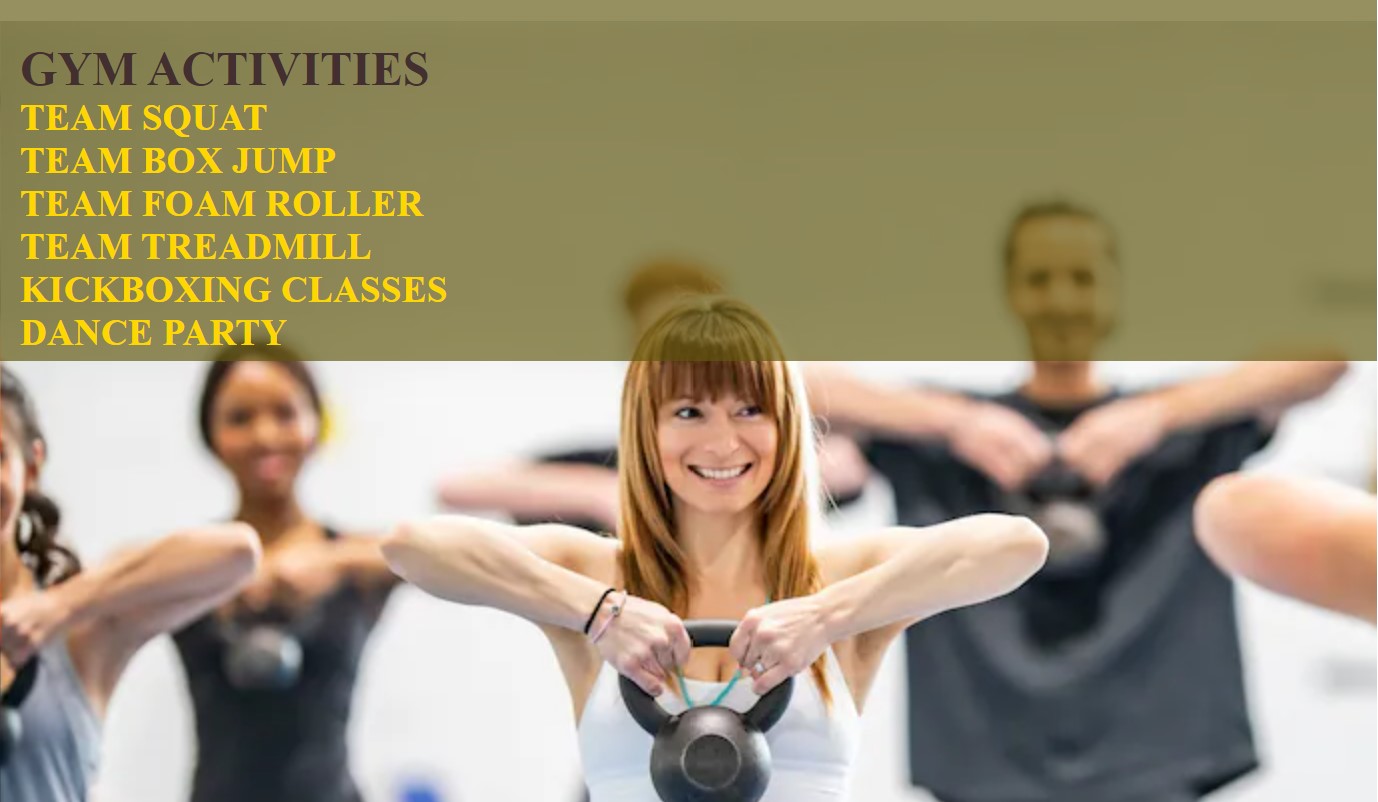 GYM ACTIVITIES
TEAM SQUAT
TEAM BOX JUMP
TEAM FOAM ROLLER
TEAM TREADMILL
KICKBOXING CLASSES
DANCE PARTY